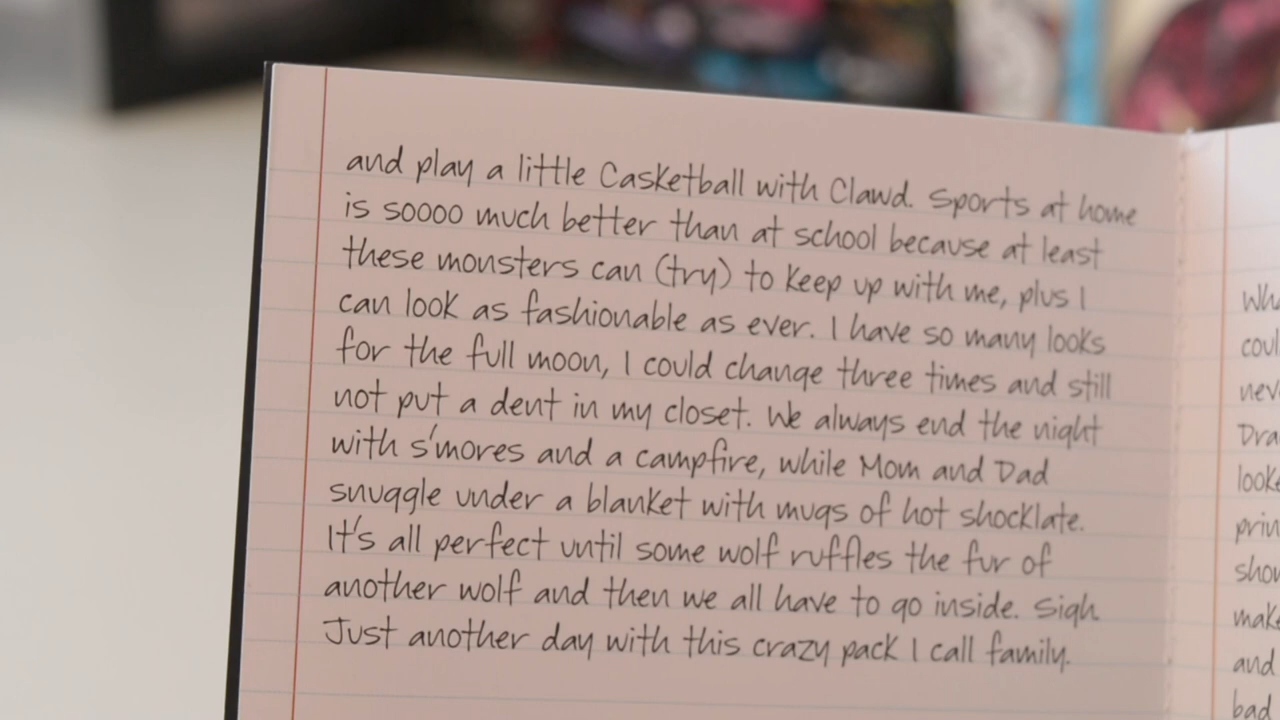 and play a little Casketball with Clawd. Sports at home
is soooo much better than at school because at least
these monsters can (try) to keep up with me, plus I
can look as fashionable as ever. I have so many looks
for the full moon, I could change three times and still
not put a dent in my closet. We always end the night
with s'mores and a campfire, while Mom and Dad
snuggle under a blanket with mugs of hot shocklate.
It's all perfect until some wolf ruffles the fur of
another wolf and then we all have to go inside. Sigh
Just another day with this crazy pack I call family.
and
bad